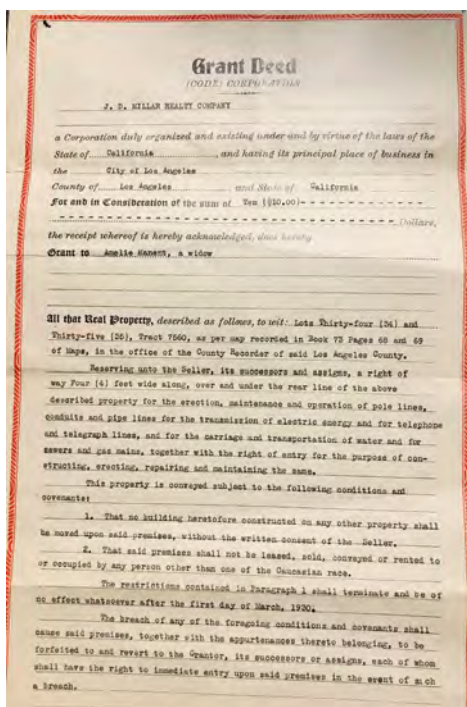 Grant Deed
(CODE) CORPORATION
J. D. MILLAR REALTY COMPANY
a Corporation duly organized and existing under and by virtue of the laws of the
State of California , and having its principal place of business in
the City of Los Angeles
County of Los Angeles and State of California
For and in Consideration of the sum of Ten ($10.00)- - - - - - - - - -
- - - - - - - - - - - - - - - - - - - - - - - - - - - - - - Dollars,
the receipt whereof is hereby acknowledged, does hereby
Grant to Amelie Manent, a widow
All that Real Property, described as follows, to wit: Lots Thirty-four (34) and
Thirty-five (35), Tract 7560, as per map recorded in Book 73 Pages 68 and 69
of Maps, in the office of the County Recorder of said Los Angeles County.
Reserving unto the Seller, its successors and assigns, a right of
way Four (4) feet wide along, over and under the rear line of the above
described property for the erection, maintenance and operation of pole lines,
conduits and pipe lines for the transmission of electric energy and for telephone
and telegraph lines, and for the carriage and transportation of water and for
sewers and gas mains, together with the right of entry for the purpose of con-
structing, erecting, repairing and maintaining the same.
This property is conveyed subject to the following conditions and
covenants:
1. That no building heretofore constructed on any other property shall
be moved upon said premises, without the written consent of the Seller.
2. That said premises shall not be leased, sold, conveyed or rented to
or occupied by any person other than one of the Caucasian race.
The restrictions contained in Paragraph 1 shall terminate and be of
no effect whatsoever after the first day of March, 1930.
The breach of any of the foregoing conditions and covenants shall
cause said premises, together with the appurtenances thereto belonging, to be
forfeited to and revert to the Grantor, its successors or assigns, each of whom
shall have the right to immediate entry upon said premises in the event of such
a breach.